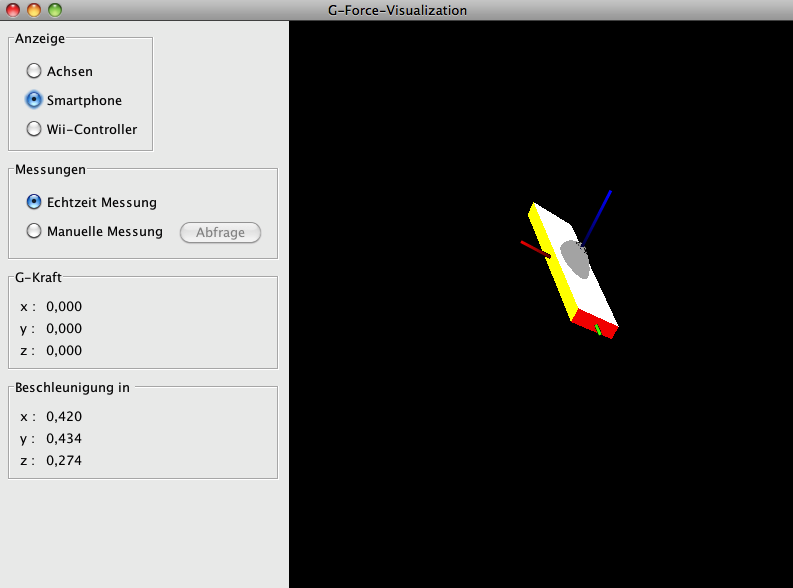 G-Force-Visualization
Anzeige
Achsen
Smartphone
Wii-Controller
Messungen
Echtzeit Messung
Manuelle Messung Abfrage
G-Kraft
x : 0,000
y : 0,000
z : 0,000
Beschleunigung in
x : 0,420
y : 0,434
z : 0,274